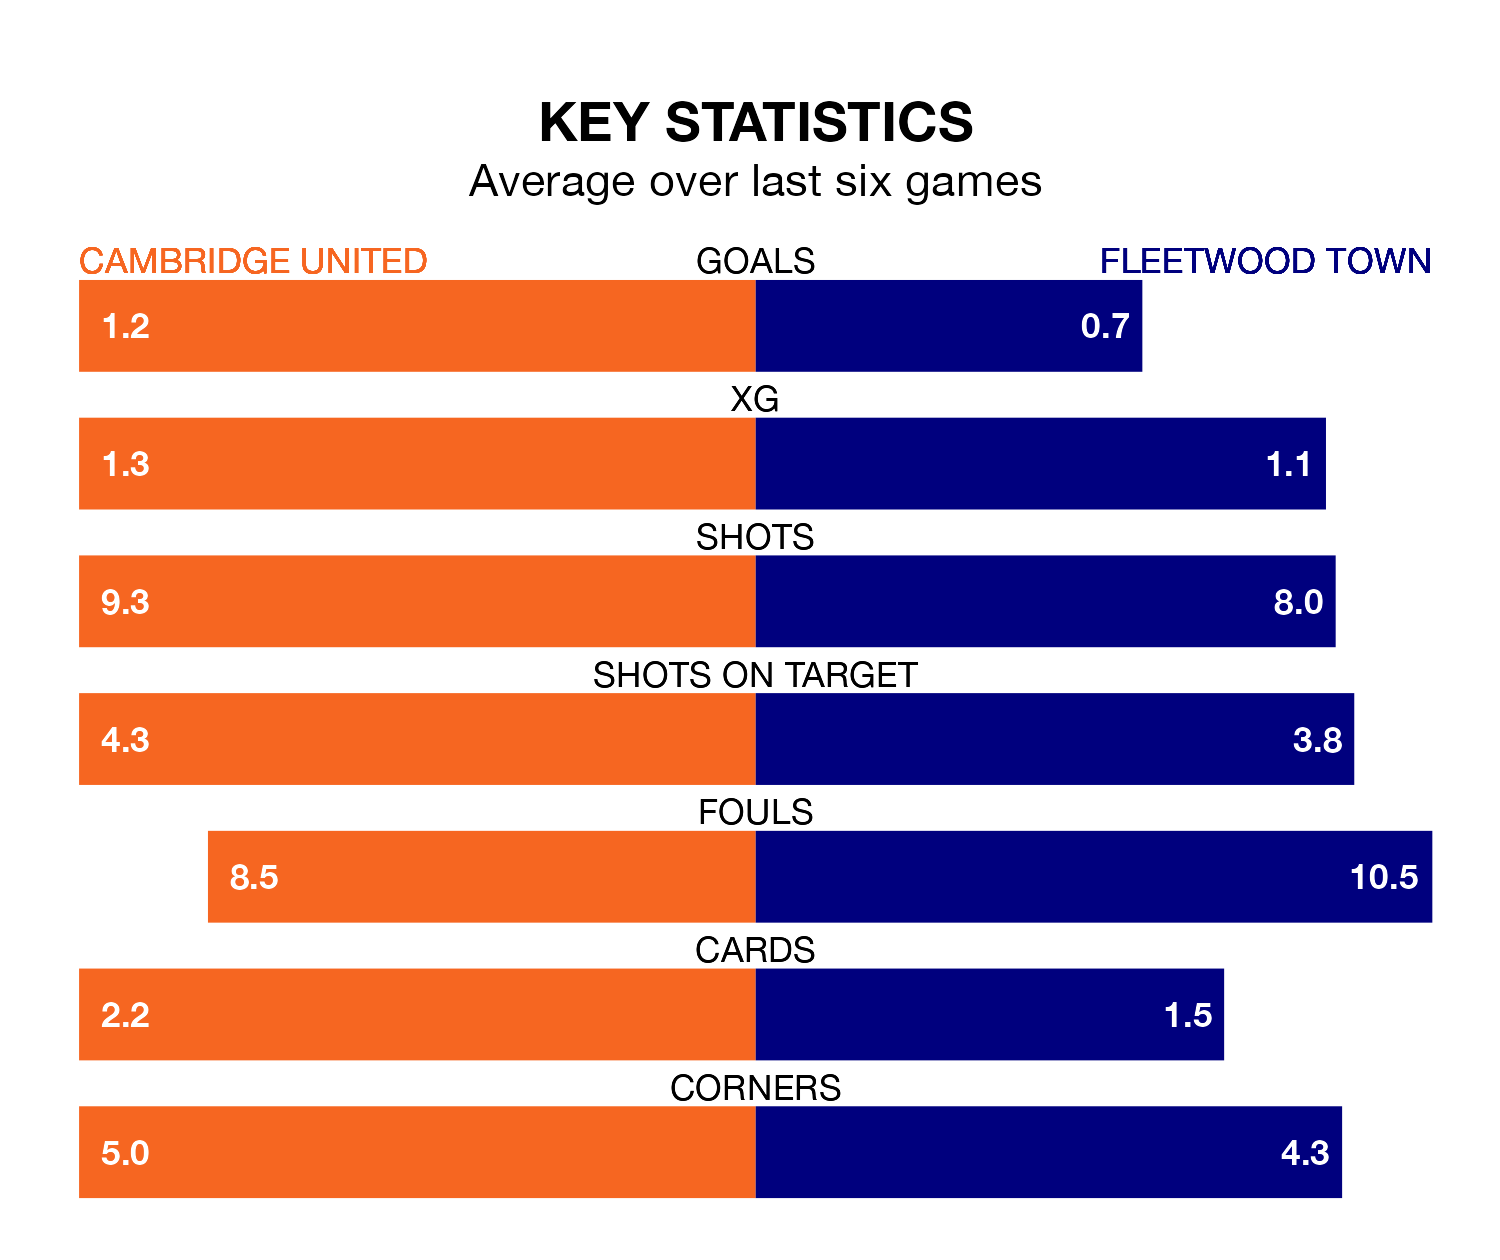 KEY STATISTICS
Average over last six games
CAMBRIDGE UNITED GOALS FLEETWOOD TOWN
1.2 0.7
XG
1.3 1.1
SHOTS
9.3 8.0
SHOTS ON TARGET
4.3 3.8
FOULS
8.5 10.5
CARDS
2.2 1.5
CORNERS
5.0 4.3